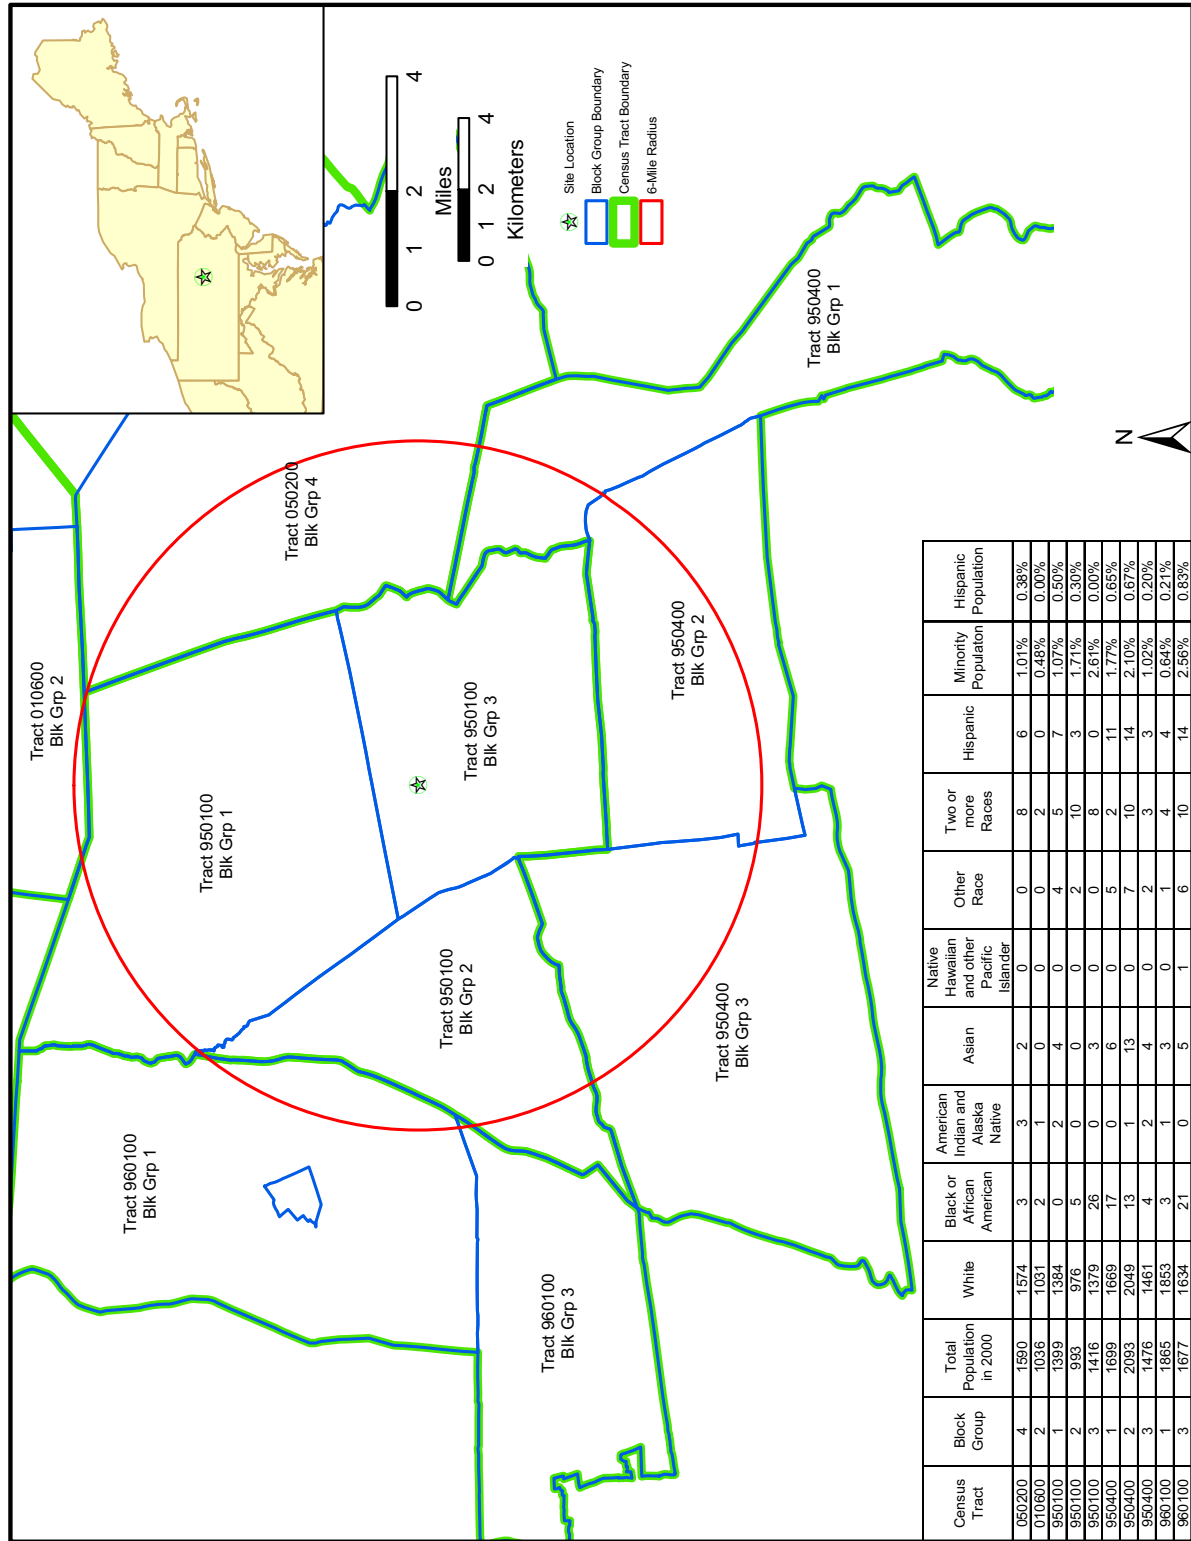 0 1 2 4
Miles
0 1 2 4
Kilometers
Site Location
Block Group Boundary
Census Tract Boundary
6-Mile Radius
Tract 010600
Blk Grp 2
Tract 050200
Blk Grp 4
Tract 950100
Blk Grp 1
Tract 950100
Blk Grp 3
Tract 950100
Blk Grp 2
Tract 960100
Blk Grp 1
Tract 960100
Blk Grp 3
Tract 950400
Blk Grp 1
Tract 950400
Blk Grp 2
Tract 950400
Blk Grp 3
N
Census Tract Block Group Total Population in 2000 White Black or African American American Indian and Alaska Native Asian Native Hawaiian and other Pacific Islander Other Race Two or more Races Hispanic Minority Population Hispanic Population
050200 4 1590 1574 3 3 2 0 0 8 6 1.01% 0.38%
010600 2 1036 1031 2 1 0 0 0 2 0 0.48% 0.00%
950100 1 1399 1384 0 2 4 0 4 5 7 1.07% 0.50%
950100 2 993 976 5 0 0 0 2 10 3 1.71% 0.30%
950100 3 1416 1379 26 0 3 0 0 8 0 2.61% 0.00%
950400 1 1699 1669 17 0 6 0 5 2 11 1.77% 0.65%
950400 2 2093 2049 13 1 13 0 7 10 14 2.10% 0.67%
950400 3 1476 1461 4 2 4 0 2 3 3 1.02% 0.20%
960100 1 1865 1853 3 1 3 0 1 4 4 0.64% 0.21%
960100 3 1677 1634 21 0 5 1 6 10 14 2.56% 0.83%